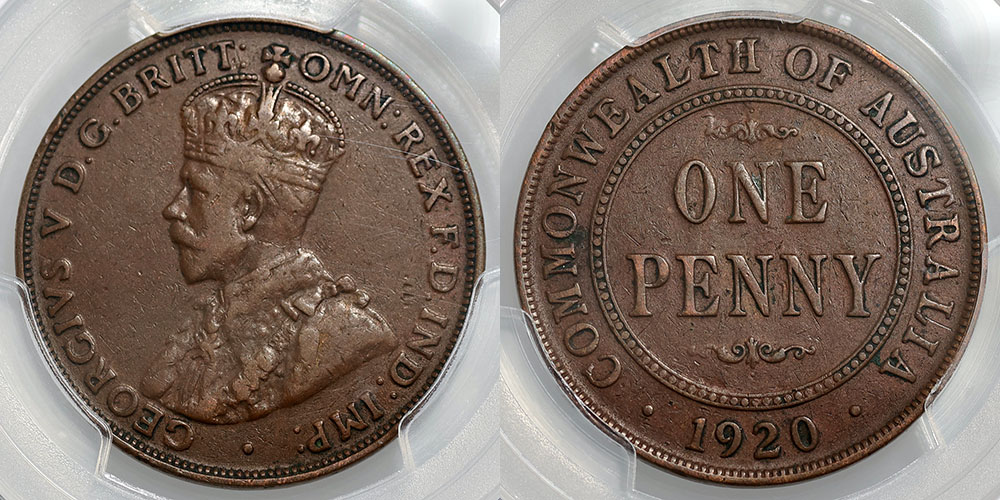 GEORGIVS V D.G. BRITT: OMN: REX F.D. IND: IMP:
COMMONWEALTH OF AUSTRALIA
ONE
PENNY
· 1920 ·